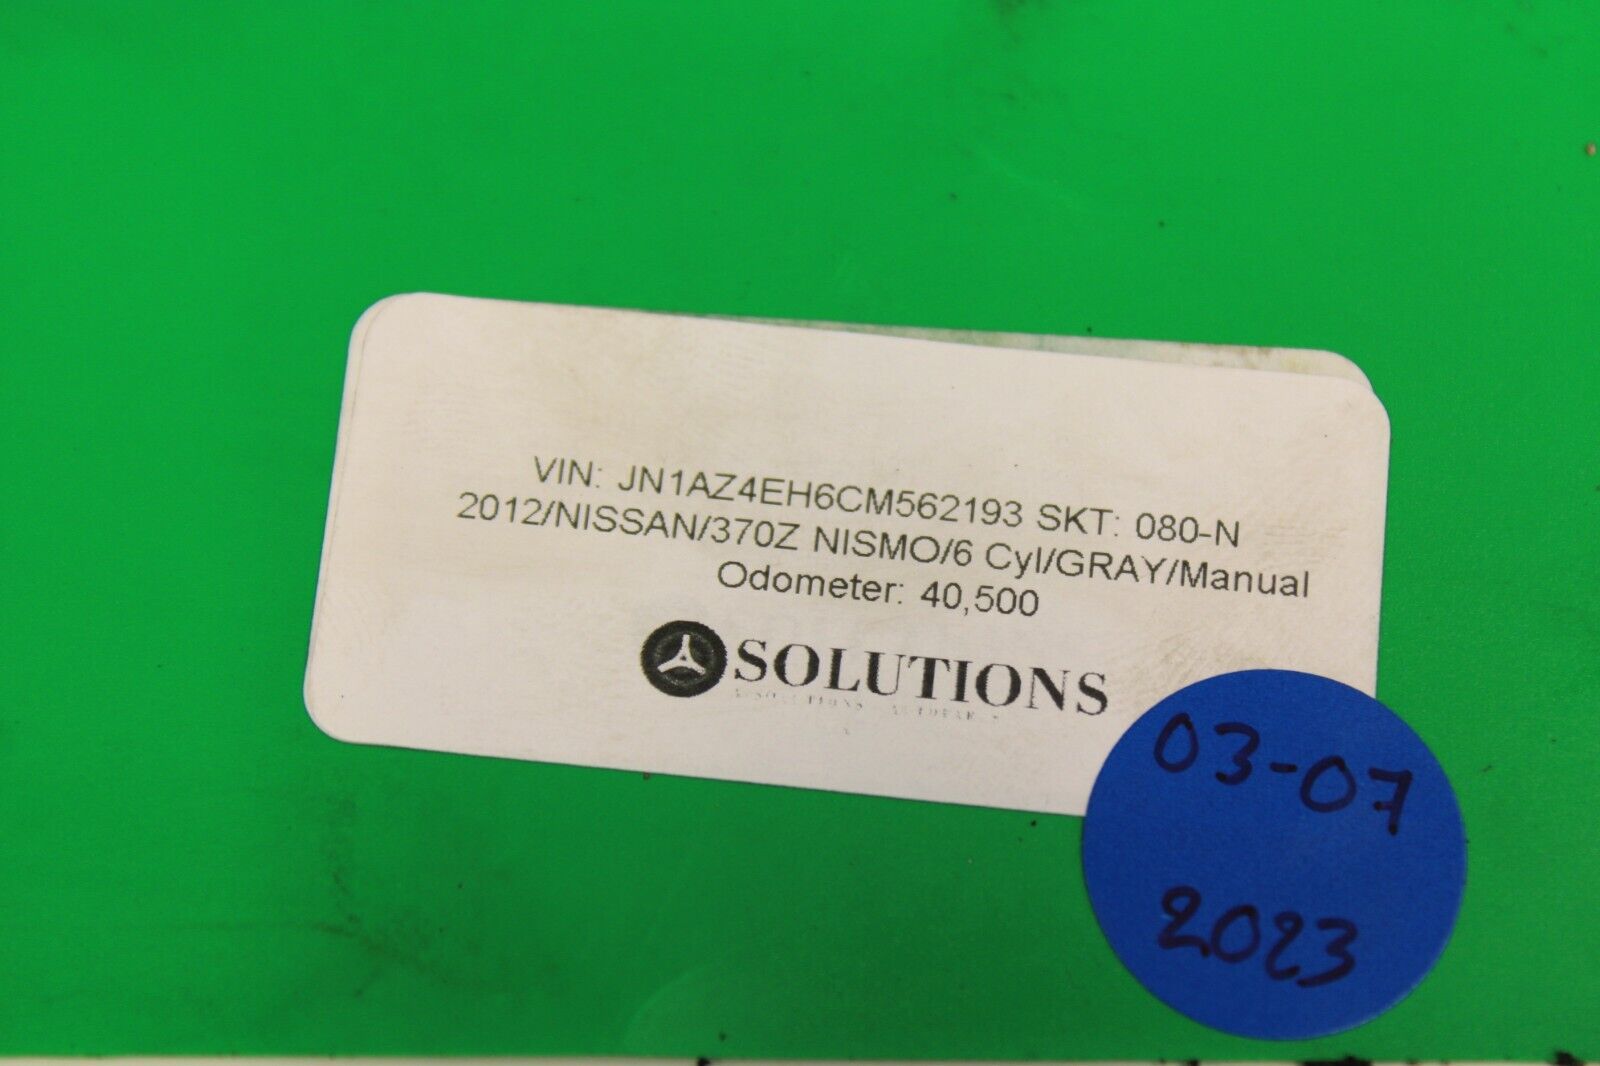 VIN: JN1AZ4EH6CM562193 SKT: 080-N
2012/NISSAN/370Z NISMO/6 Cyl/GRAY/Manual
Odometer: 40,500
SOLUTIONS
03-07
2023